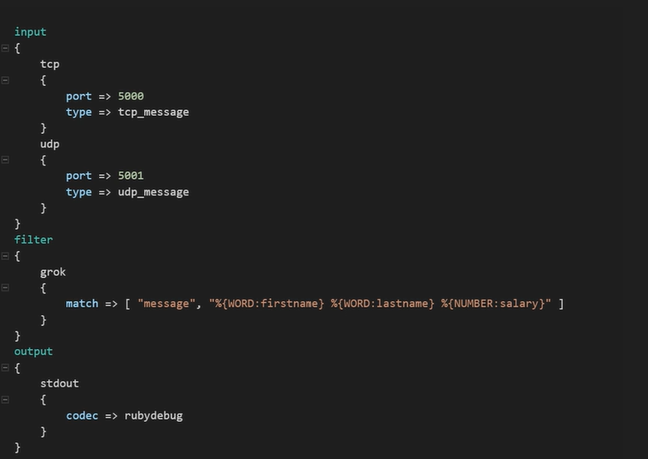 input
{
    tcp
    {
        port => 5000
        type => tcp_message
    }
    udp
    {
        port => 5001
        type => udp_message
    }
}
filter
{
    grok
    {
        match => [ "message", "%{WORD:firstname} %{WORD:lastname} %{NUMBER:salary}" ]
    }
}
output
{
    stdout
    {
        codec => rubydebug
    }
}